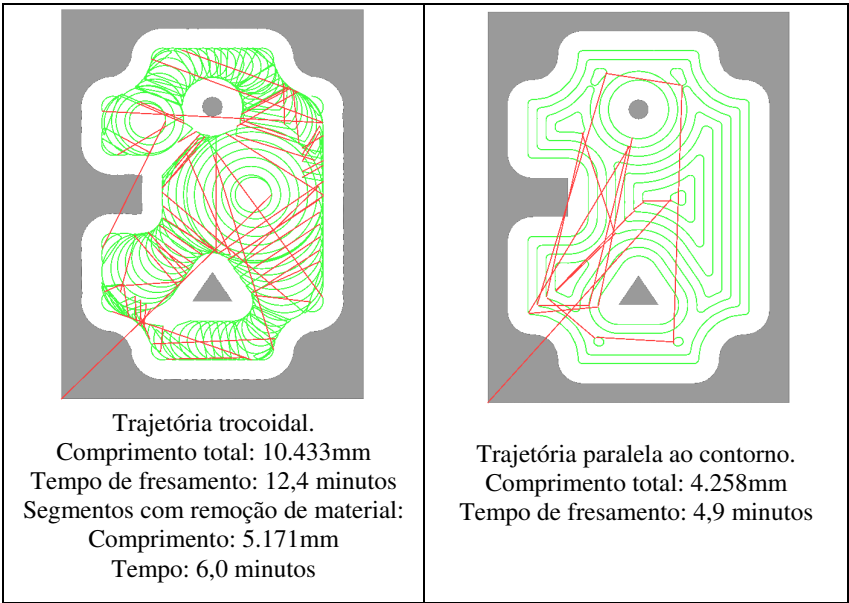 Trajetória trocoidal.
Comprimento total: 10.433mm
Tempo de fresamento: 12,4 minutos
Segmentos com remoção de material:
Comprimento: 5.171mm
Tempo: 6,0 minutos
Trajetória paralela ao contorno.
Comprimento total: 4.258mm
Tempo de fresamento: 4,9 minutos